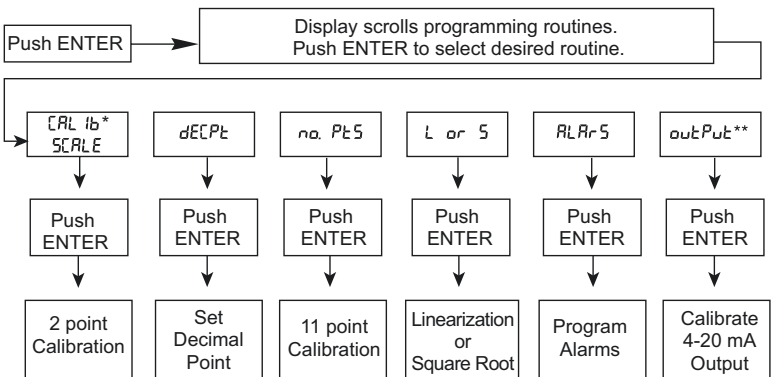 Push ENTER
Display scrolls programming routines.
Push ENTER to select desired routine.
CAL Ib*
SCALE
dECPt
no. PtS
L or S
ALArS
outPut**
Push
ENTER
Push
ENTER
Push
ENTER
Push
ENTER
Push
ENTER
Push
ENTER
2 point
Calibration
Set
Decimal
Point
11 point
Calibration
Linearization
or
Square Root
Program
Alarms
Calibrate
4-20 mA
Output